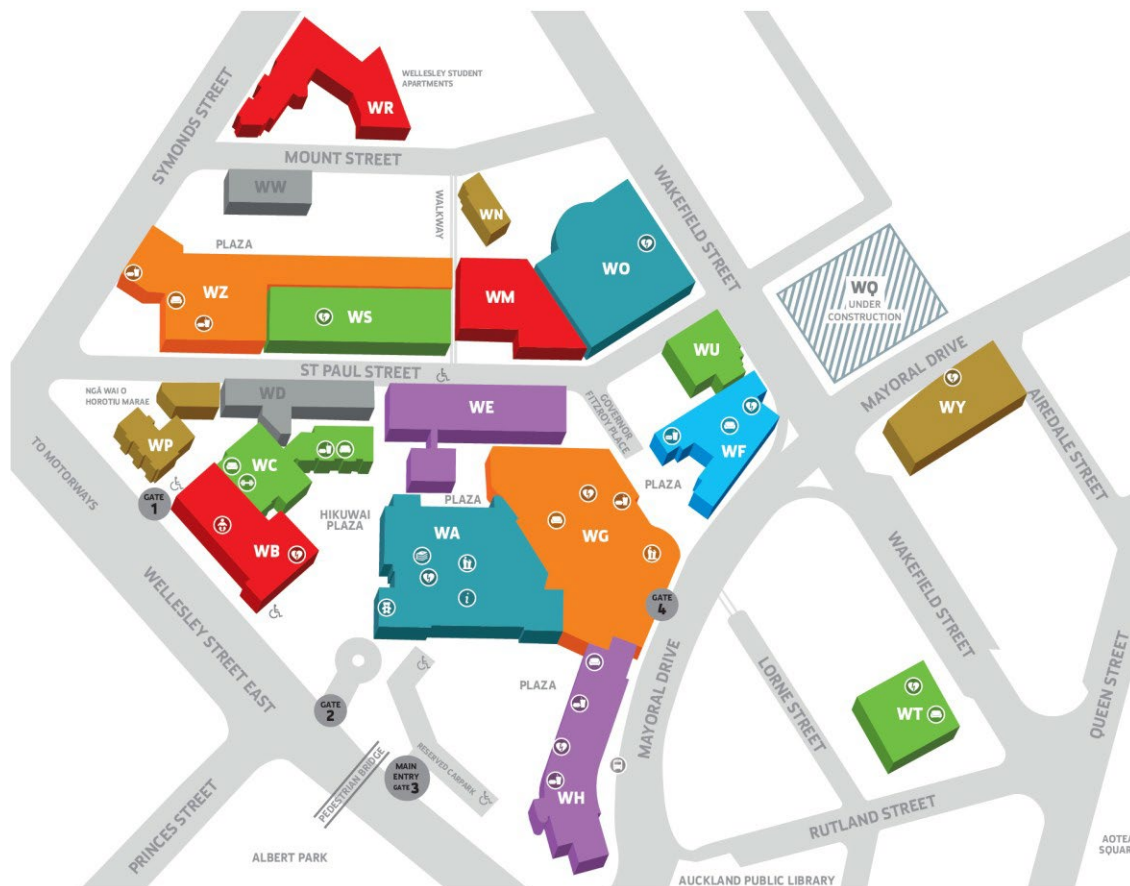 WELLESLEY STUDENT
APARTMENTS
WR
SYMONDS STREET
MOUNT STREET
WW
WALKWAY
WN
WAKEFIELD STREET
PLAZA
WZ
WS
WM
WO
WQ
UNDER
CONSTRUCTION
ST PAUL STREET
WU
MAYORAL DRIVE
NGĀ WAI O
HOROTIU MARAE
WD
WE
GOVERNOR
FITZROY PLACE
WY
AIREDALE STREET
WP
WC
WF
TO MOTORWAYS
GATE
1
PLAZA
PLAZA
HIKUWAI
PLAZA
WB
WA
i
WG
WAKEFIELD STREET
GATE
4
WELLESLEY STREET EAST
PLAZA
MAYORAL DRIVE
LORNE STREET
WT
QUEEN STREET
GATE
2
PEDESTRIAN BRIDGE
MAIN
ENTRY
GATE 3
RESERVED CARPARK
WH
PRINCES STREET
RUTLAND STREET
ALBERT PARK
AUCKLAND PUBLIC LIBRARY
AOTEA
SQUAR